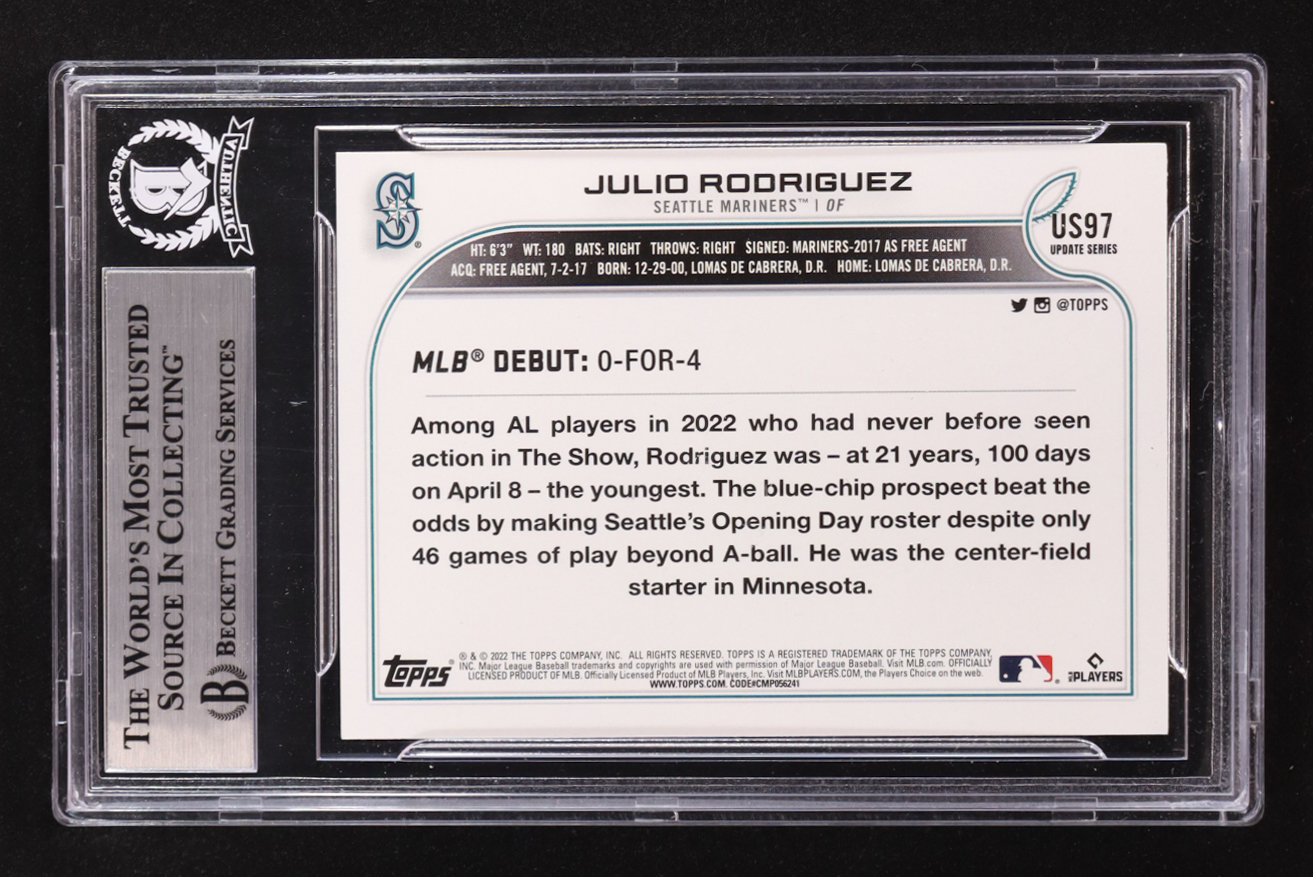 BECKETT
AUTHENTIC
B
THE WORLD'S MOST TRUSTED
SOURCE IN COLLECTING™
B BECKETT GRADING SERVICES
S®
JULIO RODRIGUEZ
SEATTLE MARINERS™ | OF
US97
UPDATE SERIES
HT: 6'3" WT: 180 BATS: RIGHT THROWS: RIGHT SIGNED: MARINERS-2017 AS FREE AGENT
ACQ: FREE AGENT, 7-2-17 BORN: 12-29-00, LOMAS DE CABRERA, D.R. HOME: LOMAS DE CABRERA, D.R.
@TOPPS
MLB® DEBUT: 0-FOR-4
Among AL players in 2022 who had never before seen
action in The Show, Rodriguez was – at 21 years, 100 days
on April 8 – the youngest. The blue-chip prospect beat the
odds by making Seattle's Opening Day roster despite only
46 games of play beyond A-ball. He was the center-field
starter in Minnesota.
topps
® & © 2022 THE TOPPS COMPANY, INC. ALL RIGHTS RESERVED. TOPPS IS A REGISTERED TRADEMARK OF THE TOPPS COMPANY,
INC. Major League Baseball trademarks and copyrights are used with permission of Major League Baseball. Visit MLB.com. OFFICIALLY
LICENSED PRODUCT OF MLB. Officially Licensed Product of MLB Players, Inc. Visit MLBPLAYERS.COM, the Players Choice on the web.
WWW.TOPPS.COM. CODE#CMP056241
MLB PLAYERS